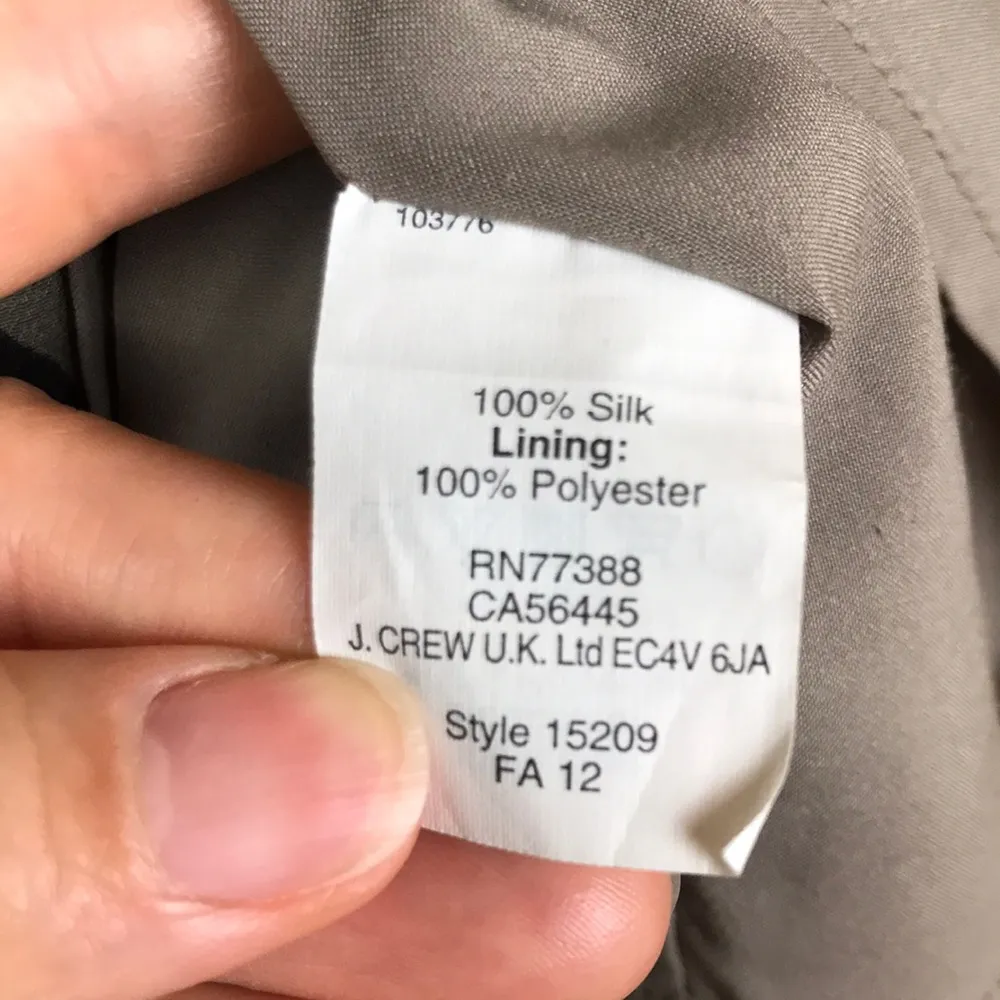 103776
100% Silk
Lining:
100% Polyester
RN77388
CA56445
J. CREW U.K. Ltd EC4V 6JA
Style 15209
FA 12